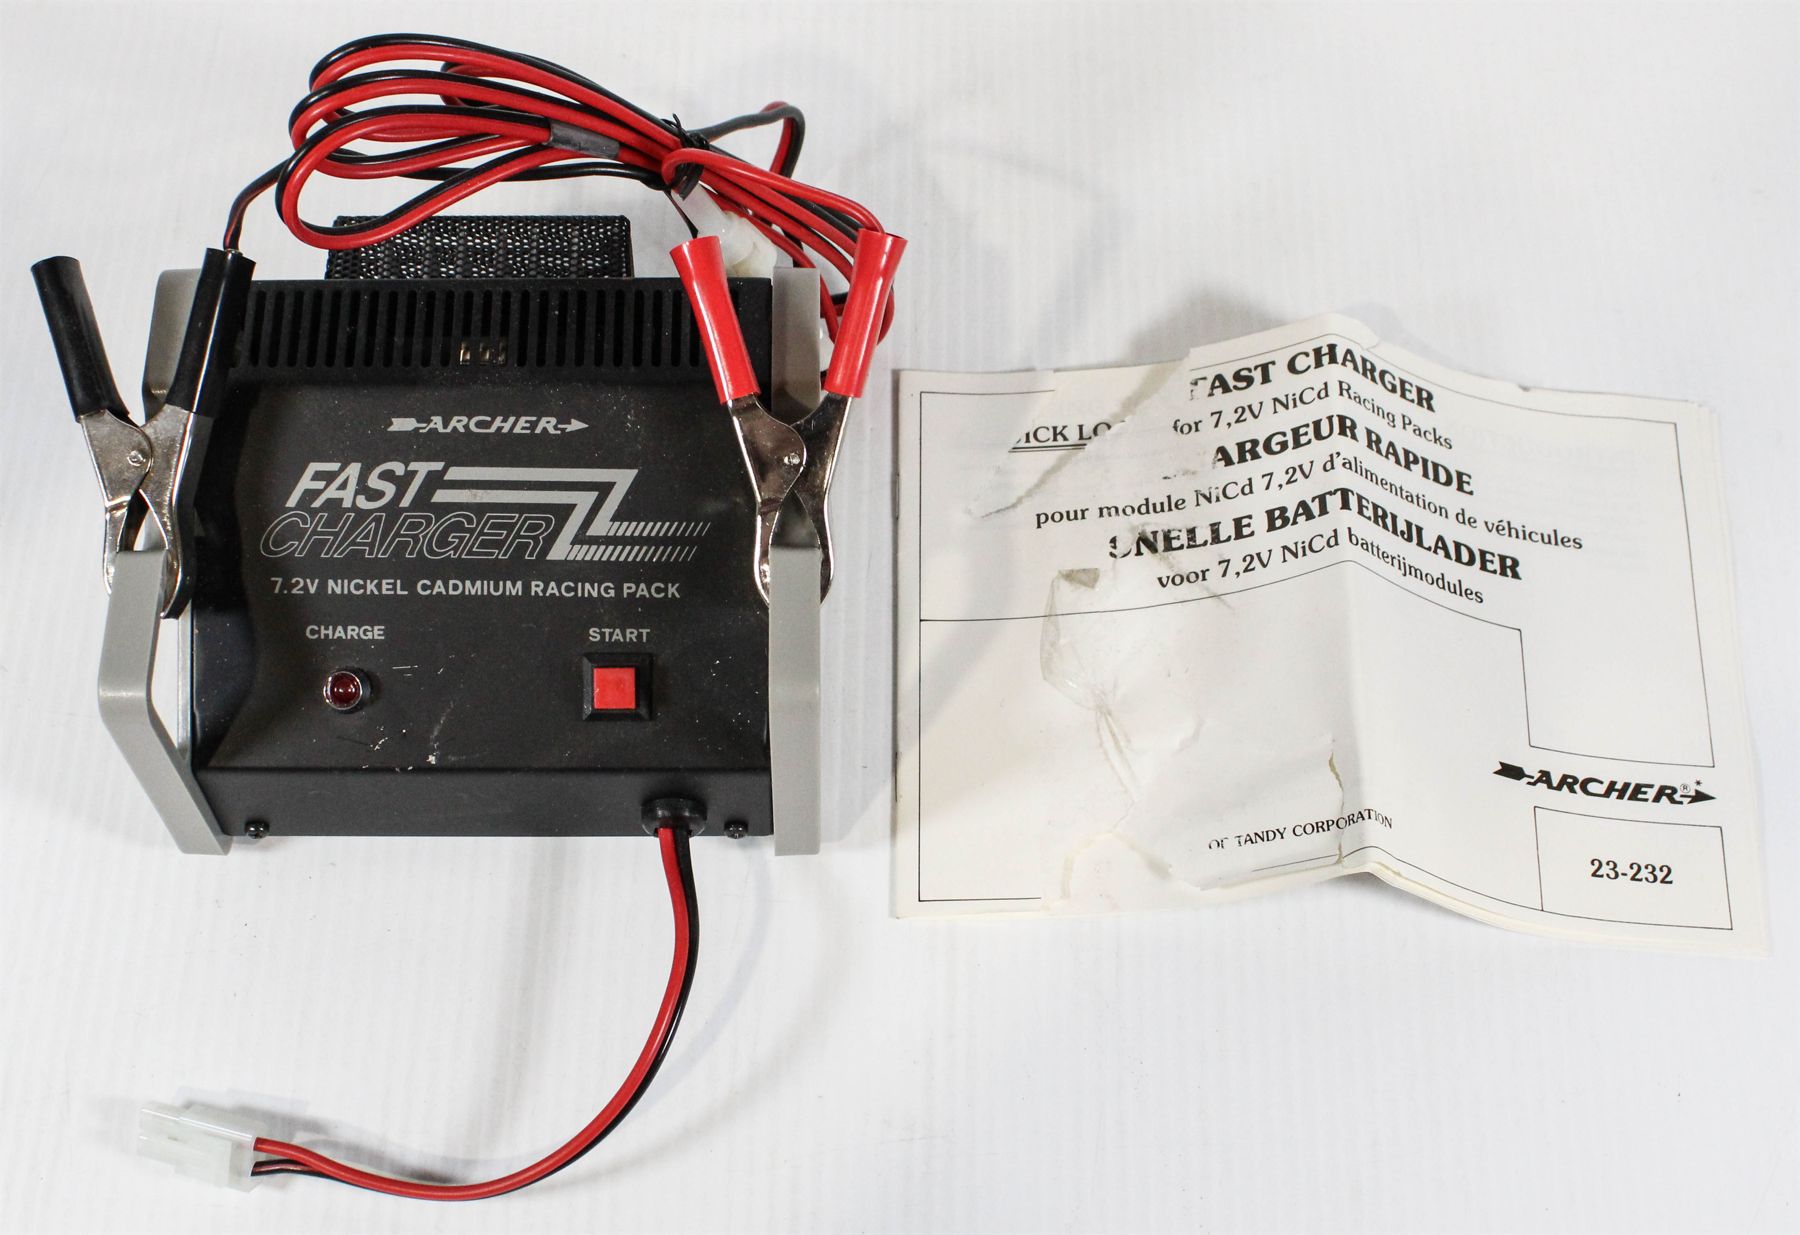 ARCHER
FAST
CHARGER
7.2V NICKEL CADMIUM RACING PACK
CHARGE
START
FAST CHARGER
for 7,2V NiCd Racing Packs
ARGEUR RAPIDE
pour module NiCd 7,2V d'alimentation de véhicules
SNELLE BATTERIJLADER
voor 7,2V NiCd batterijmodules
ARCHER®*
OF TANDY CORPORATION
23-232